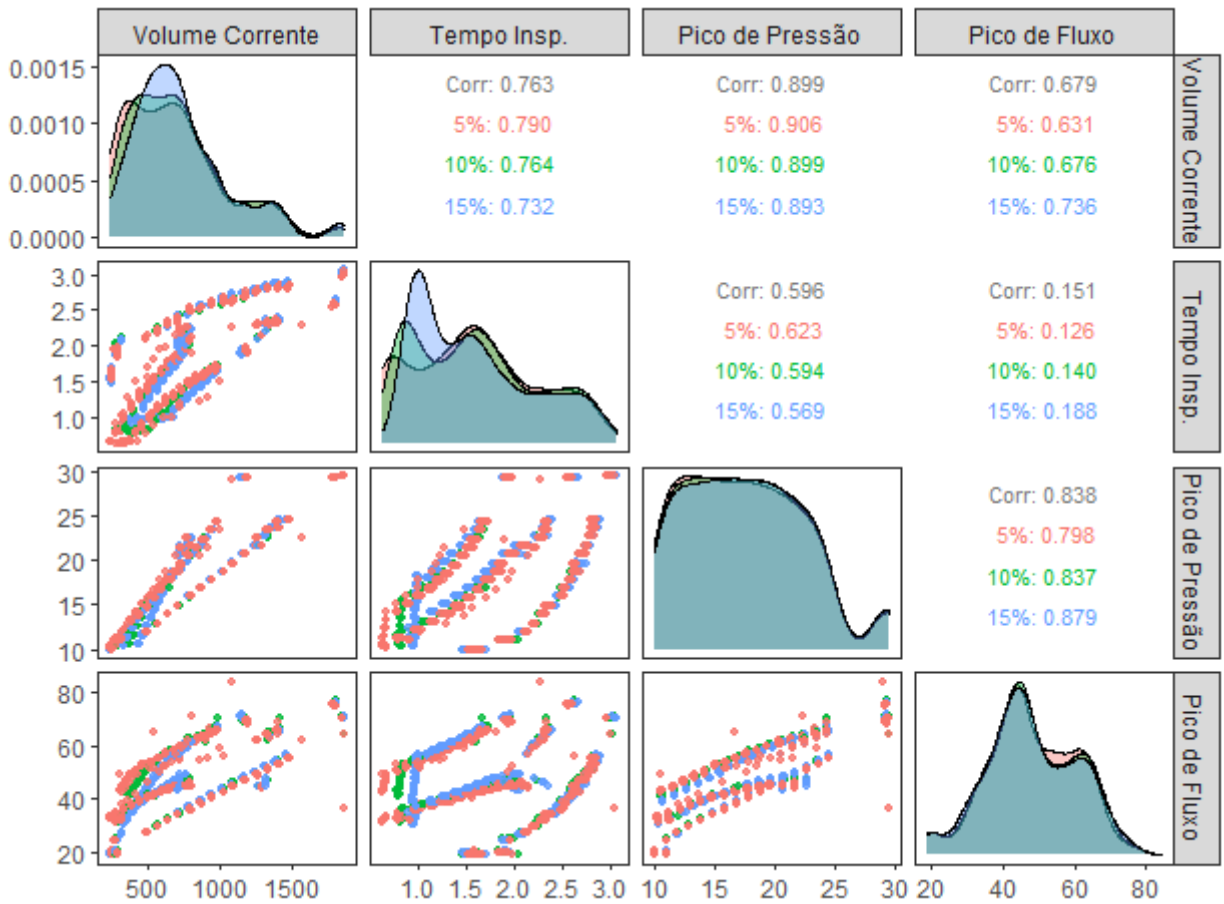 Volume Corrente
Tempo Insp.
Pico de Pressão
Pico de Fluxo
0.0015
0.0010
0.0005
0.0000
Corr: 0.763
5%: 0.790
10%: 0.764
15%: 0.732
Corr: 0.899
5%: 0.906
10%: 0.899
15%: 0.893
Corr: 0.679
5%: 0.631
10%: 0.676
15%: 0.736
Volume Corrente
3.0
2.5
2.0
1.5
1.0
Corr: 0.596
5%: 0.623
10%: 0.594
15%: 0.569
Corr: 0.151
5%: 0.126
10%: 0.140
15%: 0.188
Tempo Insp.
30
25
20
15
10
Corr: 0.838
5%: 0.798
10%: 0.837
15%: 0.879
Pico de Pressão
80
60
40
20
Pico de Fluxo
500 1000 1500
1.0 1.5 2.0 2.5 3.0
10 15 20 25 30
20 40 60 80